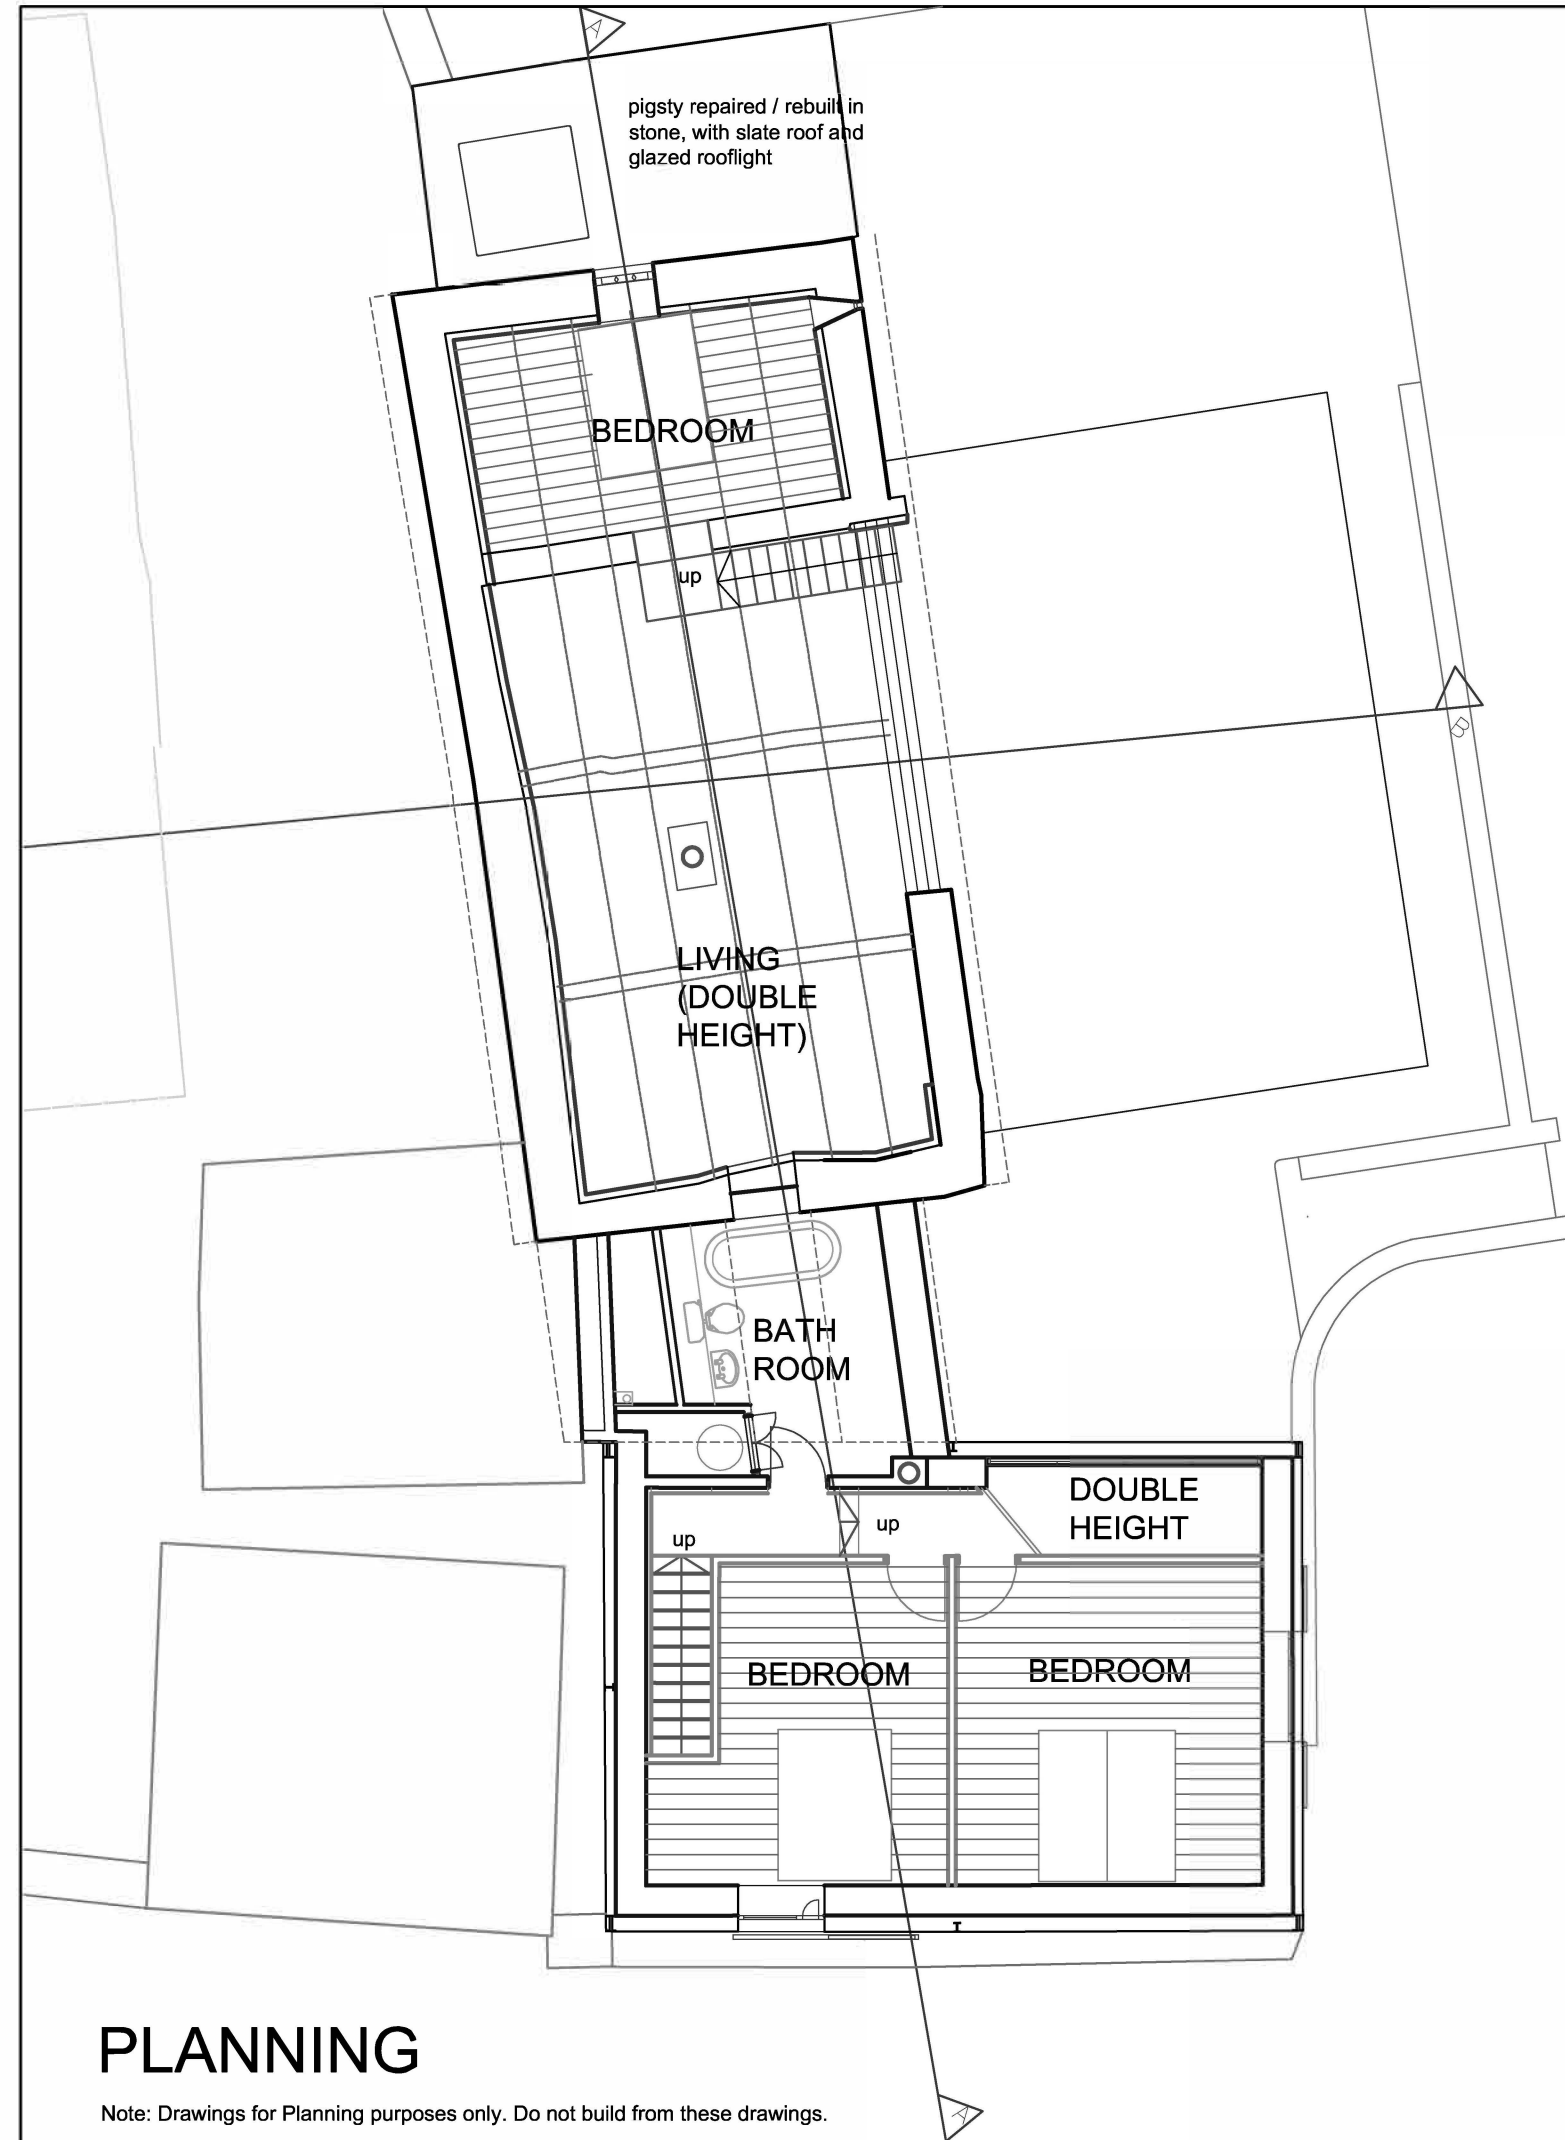 A
pigsty repaired / rebuilt in
stone, with slate roof and
glazed rooflight
BEDROOM
up
B
LIVING
(DOUBLE
HEIGHT)
BATH
ROOM
DOUBLE
HEIGHT
up
up
BEDROOM
BEDROOM
PLANNING
Note: Drawings for Planning purposes only. Do not build from these drawings.
A